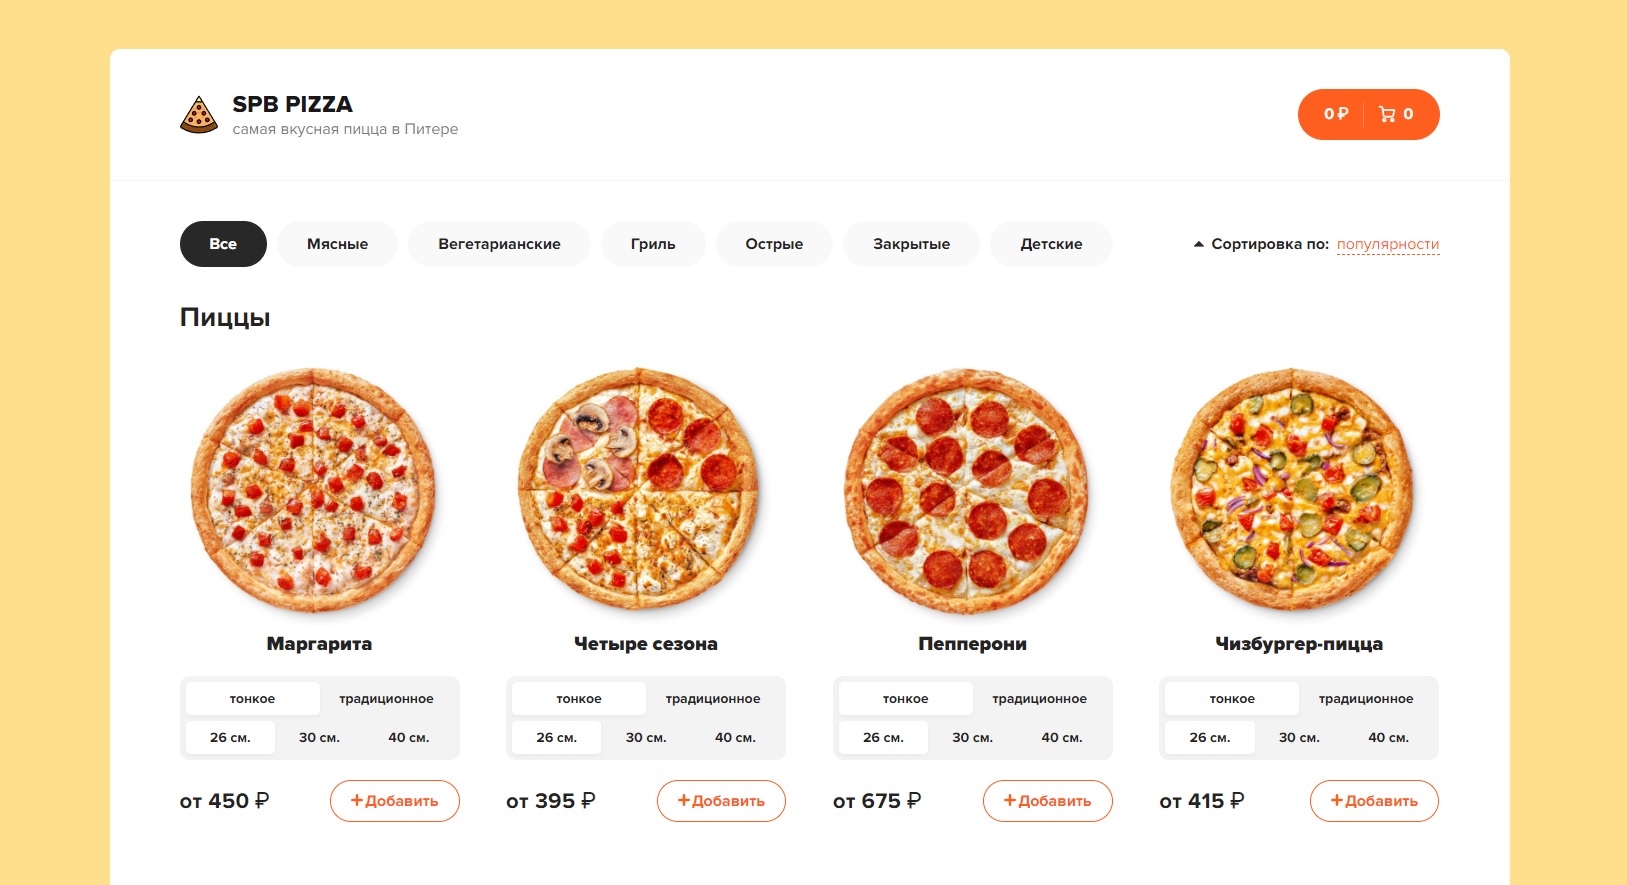 SPB PIZZA
самая вкусная пицца в Питере
0 ₽ 0
Все Мясные Вегетарианские Гриль Острые Закрытые Детские Сортировка по: популярности
Пиццы
Маргарита Четыре сезона Пепперони Чизбургер-пицца
тонкое традиционное тонкое традиционное тонкое традиционное тонкое традиционное
26 см. 30 см. 40 см. 26 см. 30 см. 40 см. 26 см. 30 см. 40 см. 26 см. 30 см. 40 см.
от 450 ₽ +Добавить от 395 ₽ +Добавить от 675 ₽ +Добавить от 415 ₽ +Добавить